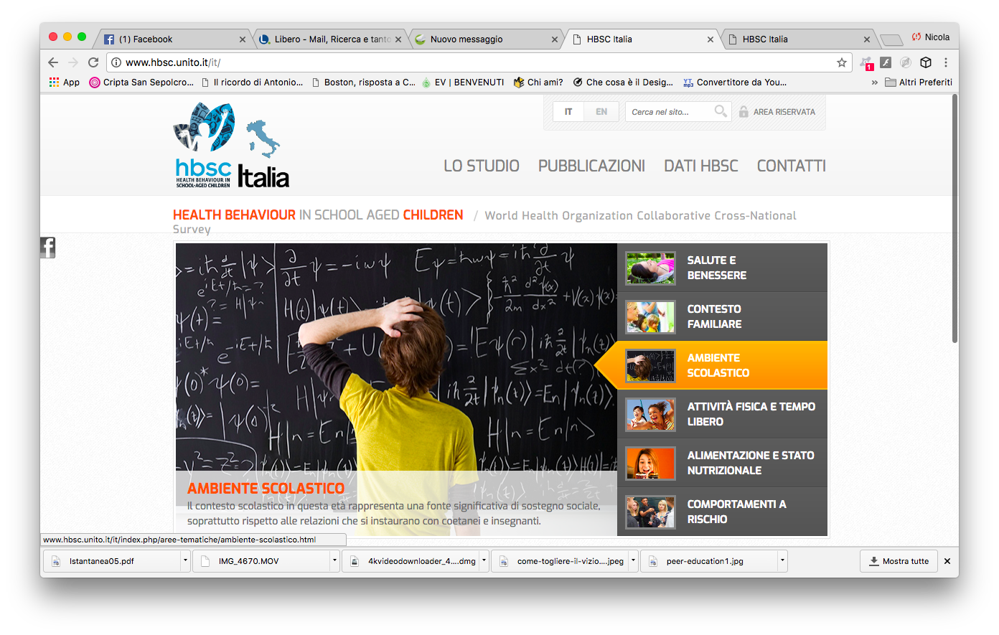 (1) Facebook
Libero - Mail, Ricerca e tanto
Nuovo messaggio
HBSC Italia
HBSC Italia
Nicola
www.hbsc.unito.it/it/
1
App
Cripta San Sepolcro...
Il ricordo di Antonio...
Boston, risposta a C...
EV | BENVENUTI
Chi ami?
Che cosa è il Desig...
YT mp3
Convertitore da You...
»
Altri Preferiti
IT
EN
Cerca nel sito...
AREA RISERVATA
hbsc
HEALTH BEHAVIOUR IN
SCHOOL-AGED CHILDREN
Italia
LO STUDIO
PUBBLICAZIONI
DATI HBSC
CONTATTI
HEALTH BEHAVIOUR IN SCHOOL AGED CHILDREN / World Health Organization Collaborative Cross-National
Survey
SALUTE E
BENESSERE
CONTESTO
FAMILIARE
AMBIENTE
SCOLASTICO
ATTIVITÀ FISICA E TEMPO
LIBERO
ALIMENTAZIONE E STATO
NUTRIZIONALE
COMPORTAMENTI A
RISCHIO
AMBIENTE SCOLASTICO
Il contesto scolastico in questa età rappresenta una fonte significativa di sostegno sociale,
soprattutto rispetto alle relazioni che si instaurano con coetanei e insegnanti.
www.hbsc.unito.it/it/index.php/aree-tematiche/ambiente-scolastico.html
Istantanea05.pdf
IMG_4670.MOV
4kvideodownloader_4....dmg
come-togliere-il-vizio....jpeg
peer-education1.jpg
Mostra tutte